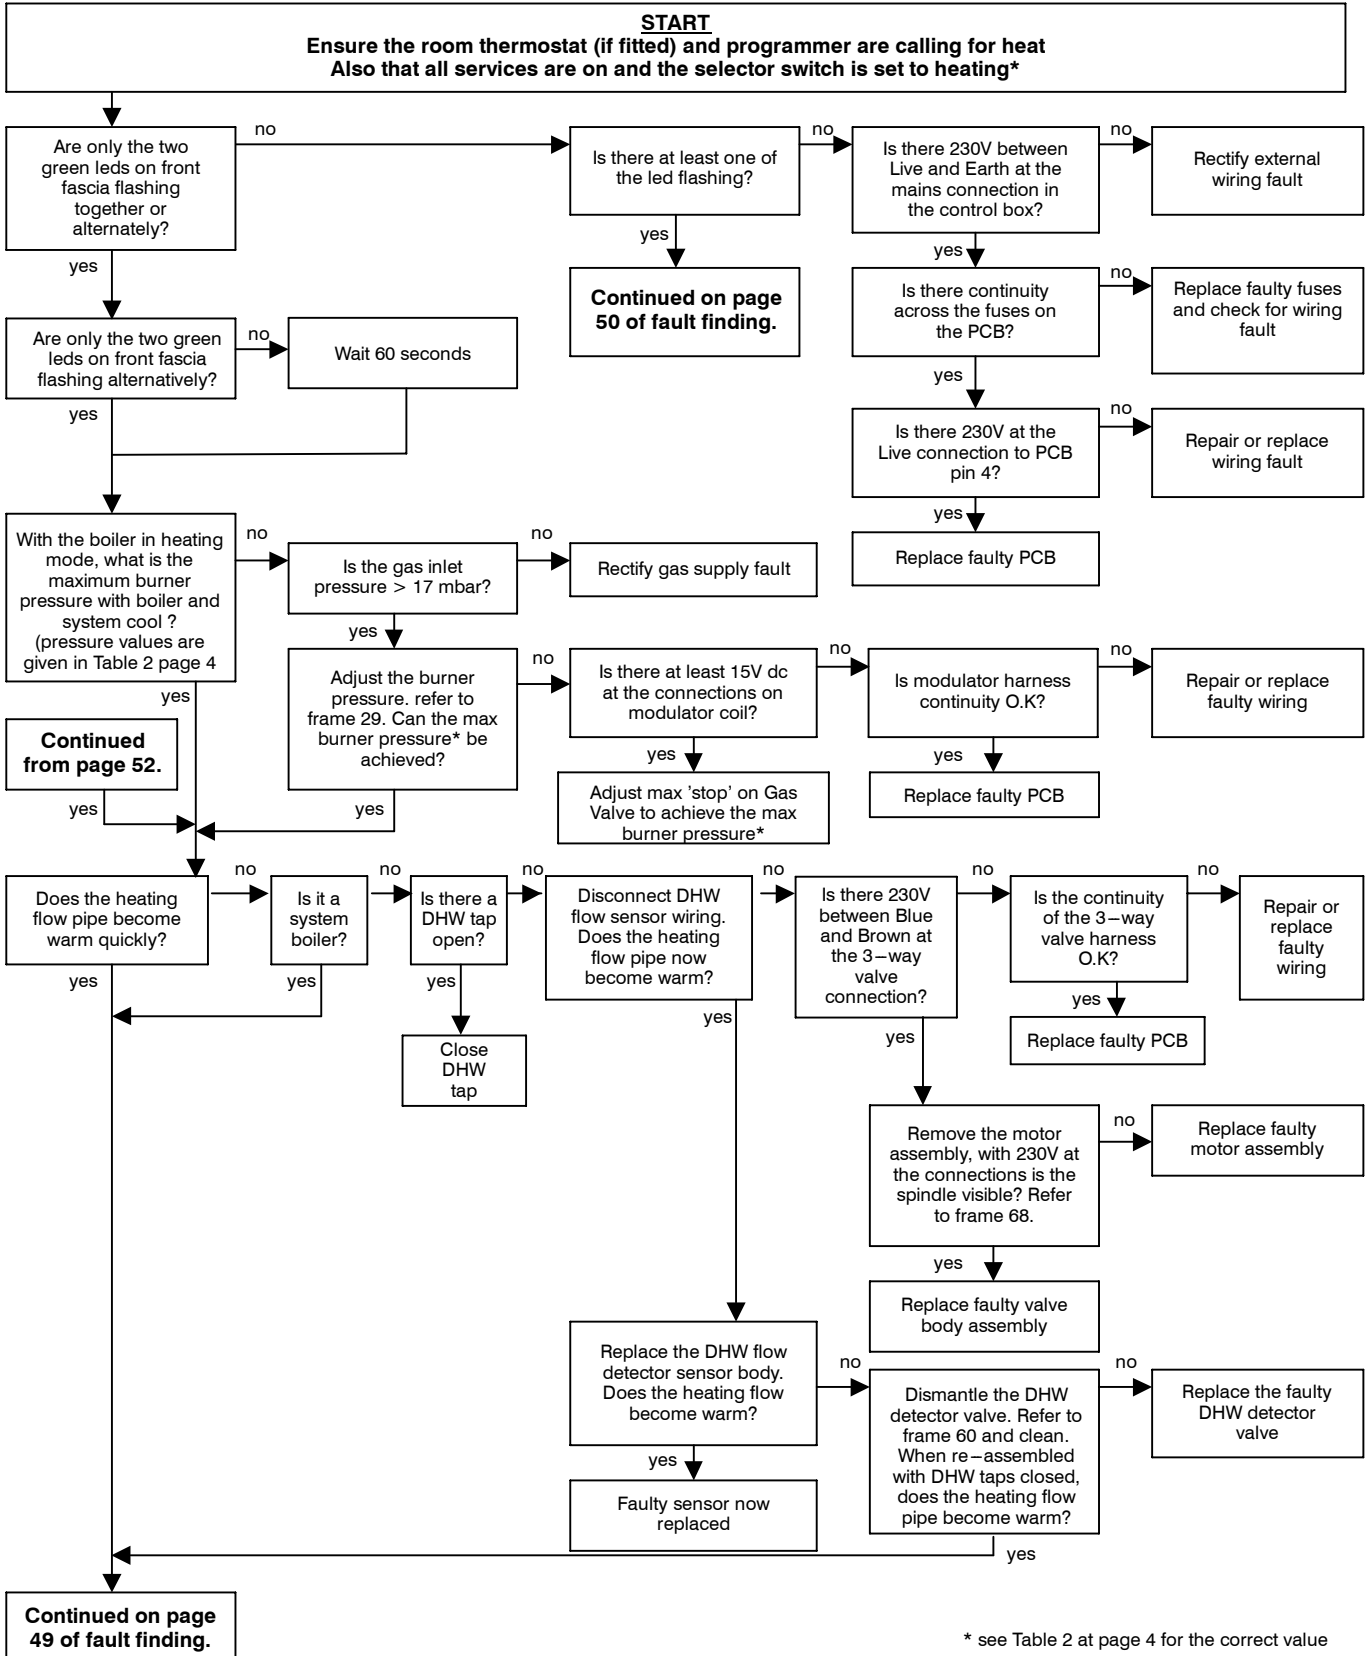 START
Ensure the room thermostat (if fitted) and programmer are calling for heat
Also that all services are on and the selector switch is set to heating*
Are only the two
green leds on front
fascia flashing
together or
alternately?
no
Is there at least one of
the led flashing?
no
Is there 230V between
Live and Earth at the
mains connection in
the control box?
no
Rectify external
wiring fault
yes
yes
yes
Continued on page
50 of fault finding.
Is there continuity
across the fuses on
the PCB?
no
Replace faulty fuses
and check for wiring
fault
Are only the two green
leds on front fascia
flashing alternatively?
no
Wait 60 seconds
yes
yes
Is there 230V at the
Live connection to PCB
pin 4?
no
Repair or replace
wiring fault
yes
Replace faulty PCB
With the boiler in heating
mode, what is the
maximum burner
pressure with boiler and
system cool ?
(pressure values are
given in Table 2 page 4
no
Is the gas inlet
pressure > 17 mbar?
no
Rectify gas supply fault
yes
yes
Adjust the burner
pressure. refer to
frame 29. Can the max
burner pressure* be
achieved?
no
Is there at least 15V dc
at the connections on
modulator coil?
no
Is modulator harness
continuity O.K?
no
Repair or replace
faulty wiring
yes
Adjust max 'stop' on Gas
Valve to achieve the max
burner pressure*
yes
Replace faulty PCB
Continued
from page 52.
yes
yes
Does the heating
flow pipe become
warm quickly?
no
Is it a
system
boiler?
no
Is there a
DHW tap
open?
no
Disconnect DHW
flow sensor wiring.
Does the heating
flow pipe now
become warm?
no
Is there 230V
between Blue
and Brown at
the 3−way
valve
connection?
no
Is the continuity
of the 3−way
valve harness
O.K?
no
Repair or
replace
faulty
wiring
yes
yes
yes
Close
DHW
tap
yes
yes
yes
Replace faulty PCB
Remove the motor
assembly, with 230V at
the connections is the
spindle visible? Refer
to frame 68.
no
Replace faulty
motor assembly
yes
Replace faulty valve
body assembly
Replace the DHW flow
detector sensor body.
Does the heating flow
become warm?
no
Dismantle the DHW
detector valve. Refer to
frame 60 and clean.
When re−assembled
with DHW taps closed,
does the heating flow
pipe become warm?
no
Replace the faulty
DHW detector
valve
yes
Faulty sensor now
replaced
yes
Continued on page
49 of fault finding.
* see Table 2 at page 4 for the correct value